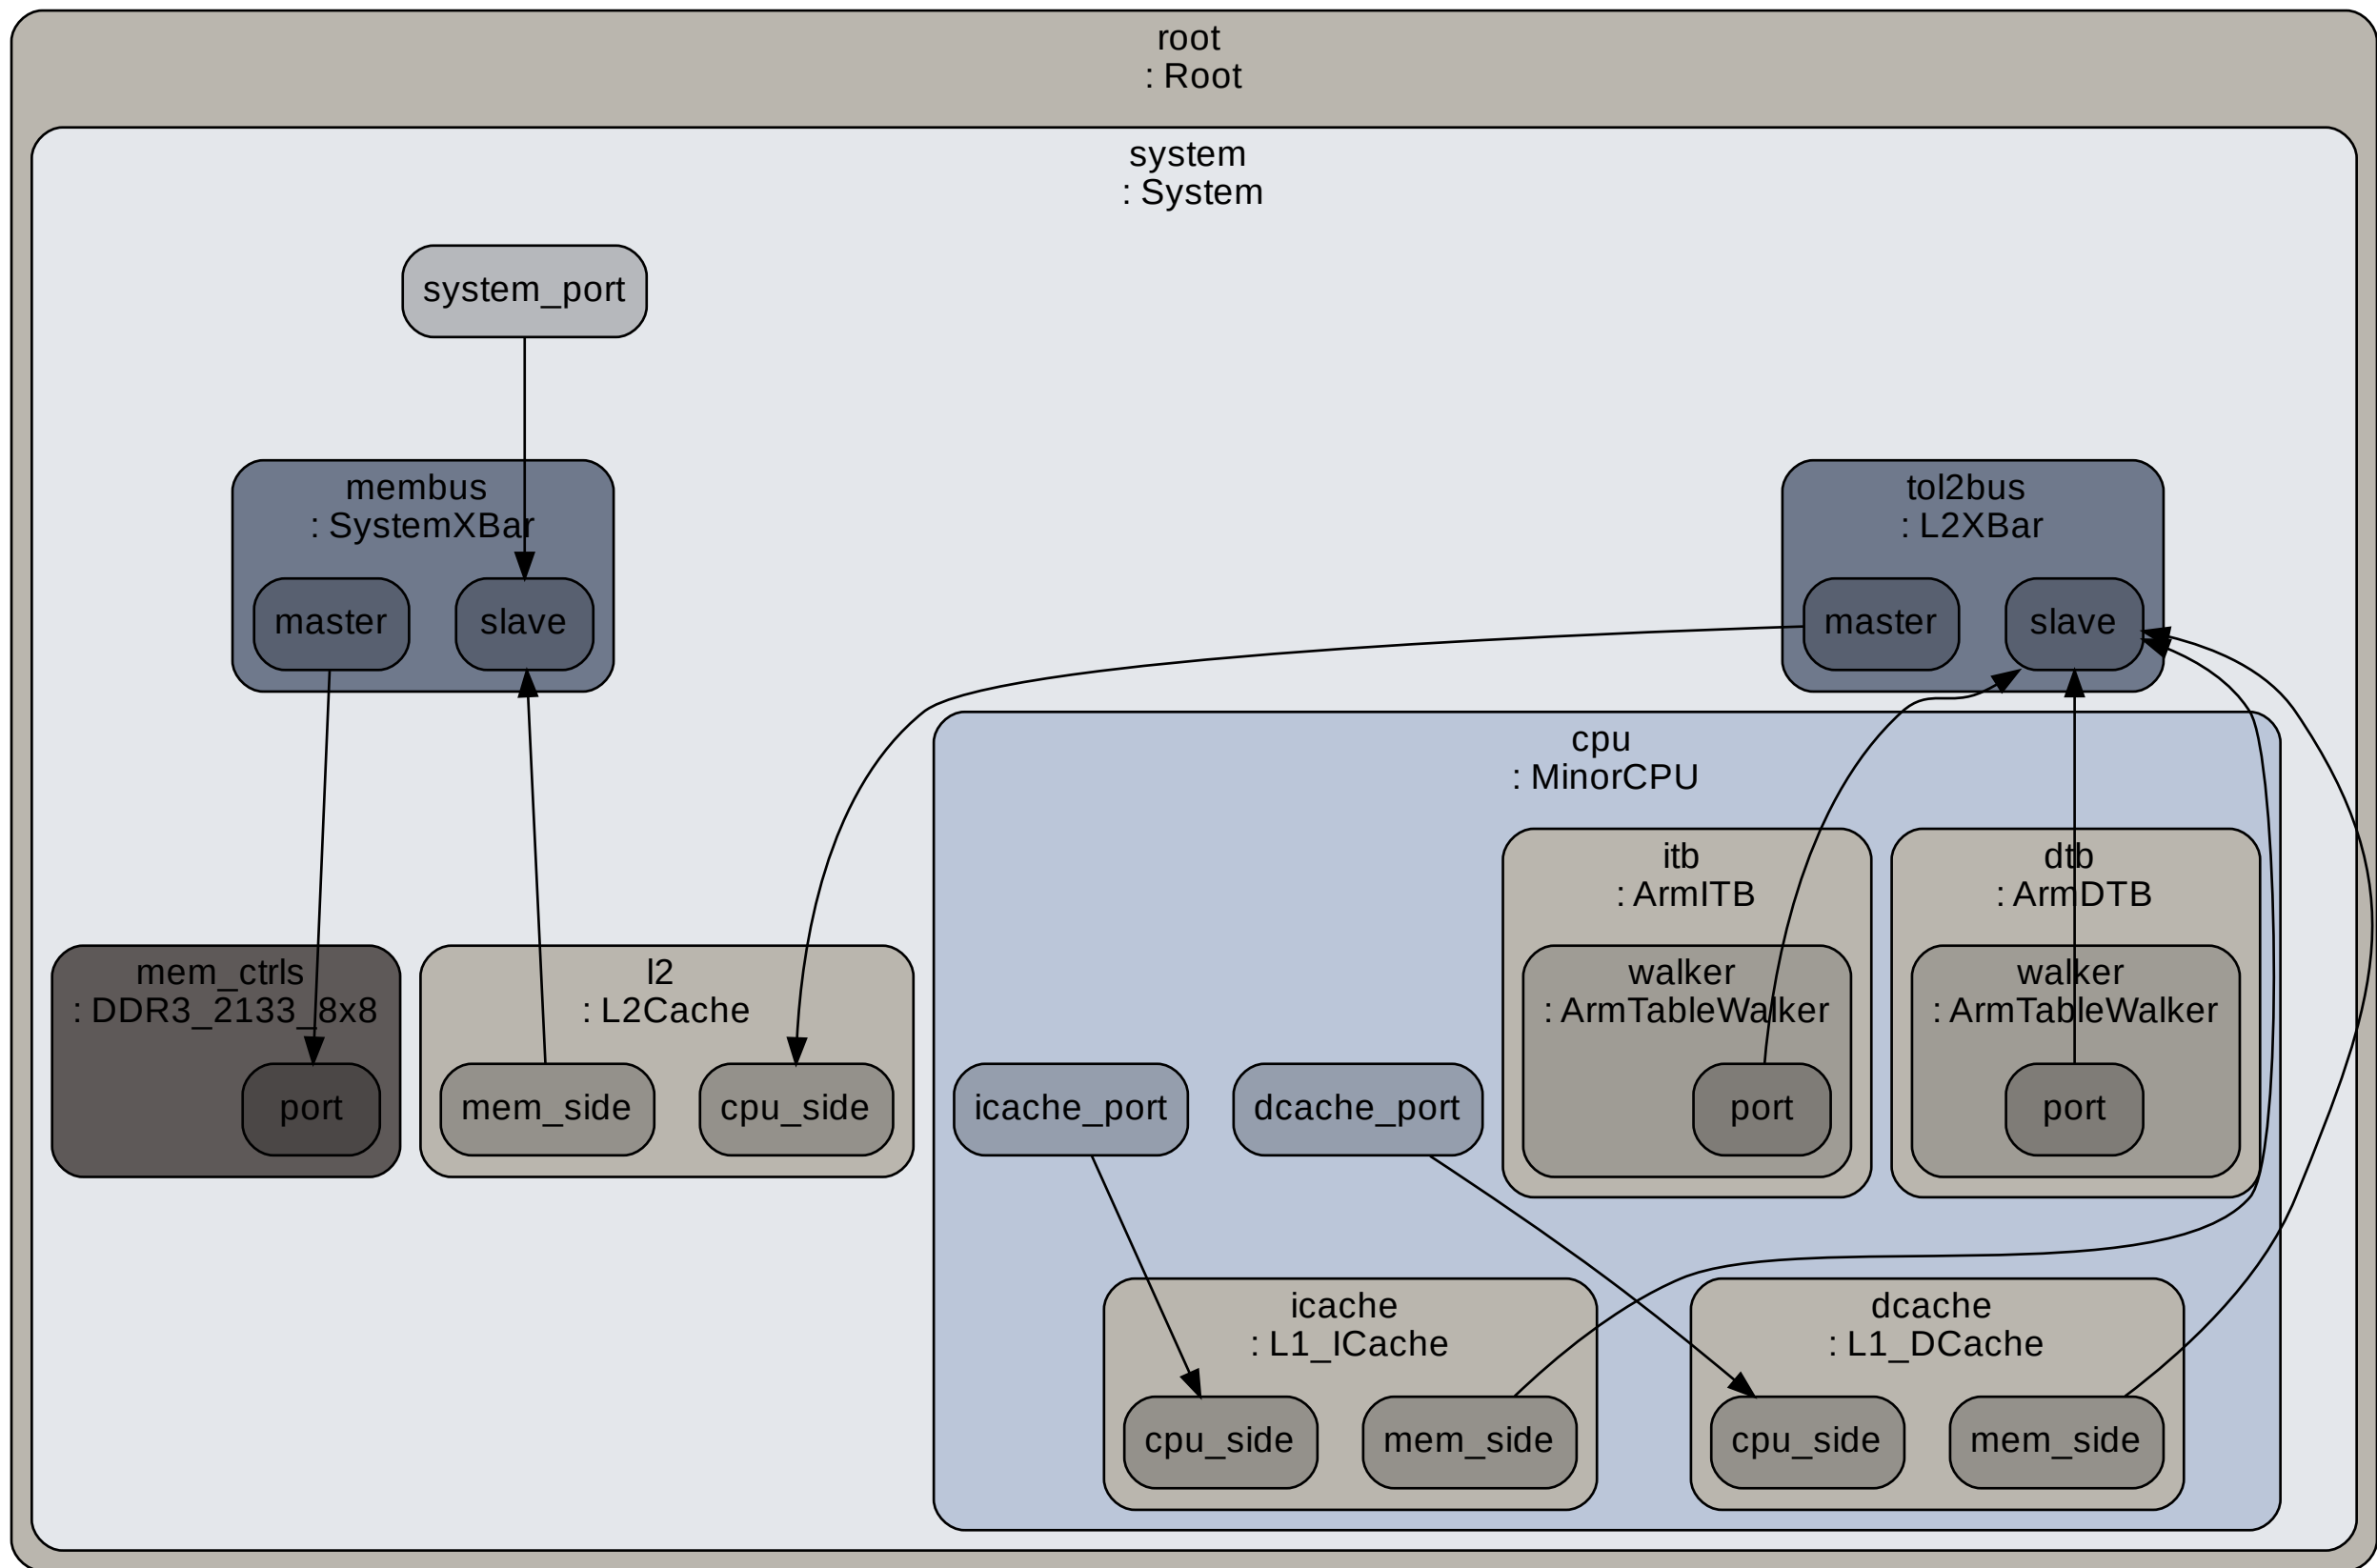 root
: Root
system
: System
system_port
membus
: SystemXBar
master
slave
tol2bus
: L2XBar
master
slave
cpu
: MinorCPU
itb
: ArmITB
walker
: ArmTableWalker
port
dtb
: ArmDTB
walker
: ArmTableWalker
port
mem_ctrls
: DDR3_2133_8x8
port
l2
: L2Cache
mem_side
cpu_side
icache_port
dcache_port
icache
: L1_ICache
cpu_side
mem_side
dcache
: L1_DCache
cpu_side
mem_side